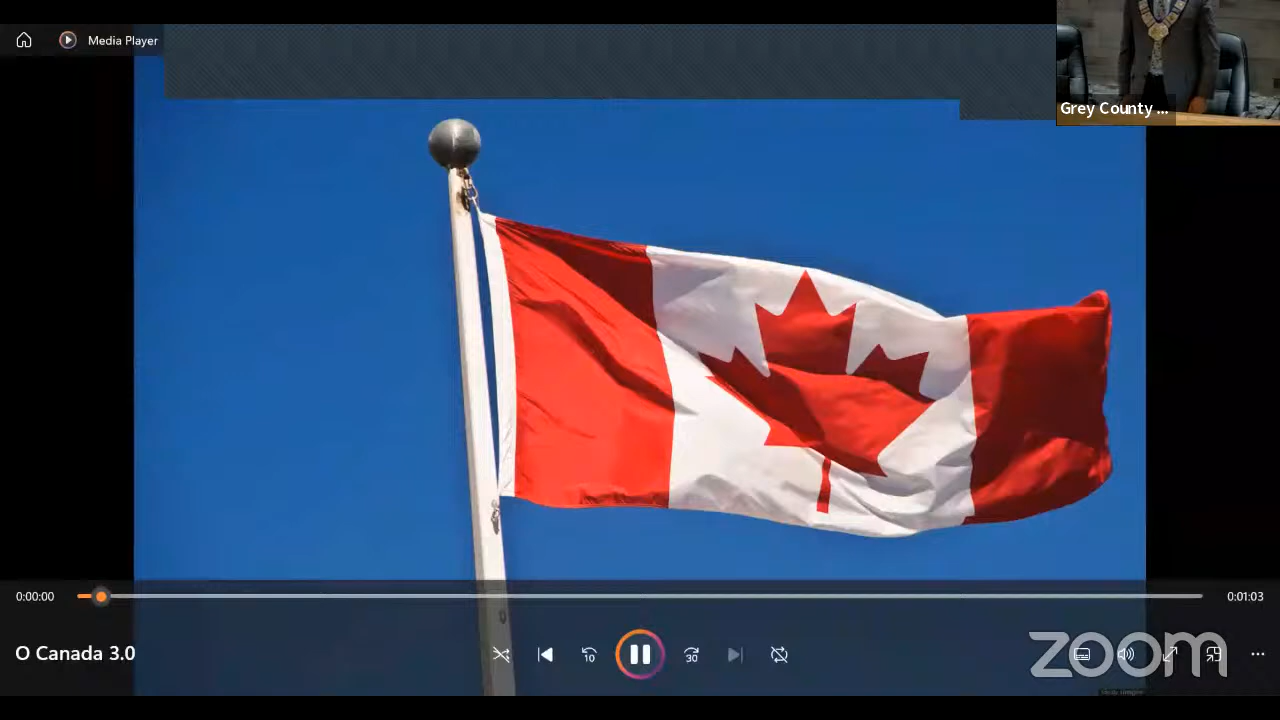 Media Player
Grey County ...
0:00:00
0:01:03
O Canada 3.0
10
30
zoom